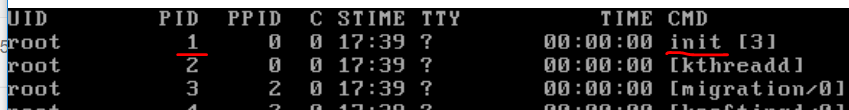 UID PID PPID C STIME TTY TIME CMD
root 1 0 0 17:39 ? 00:00:00 init [3]
root 2 0 0 17:39 ? 00:00:00 [kthreadd]
root 3 2 0 17:39 ? 00:00:00 [migration/0]